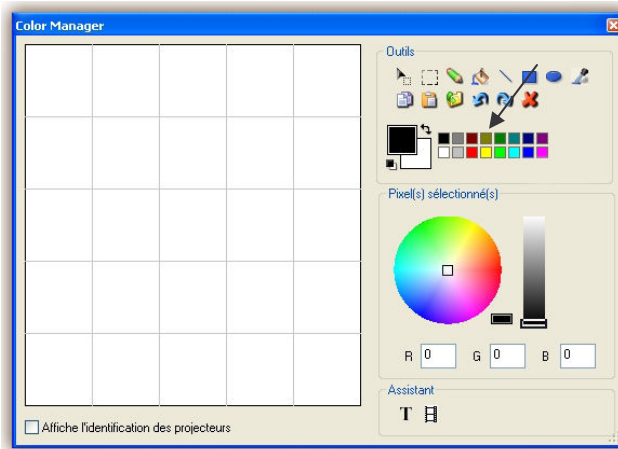 Color Manager
Outils
Pixel(s) sélectionné(s)
R 0 G 0 B 0
Assistant
T
Affiche l'identification des projecteurs